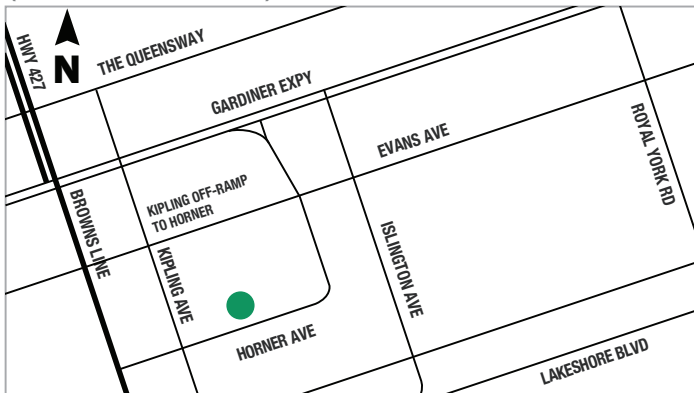 HWY 427
N
THE QUEENSWAY
GARDINER EXPY
EVANS AVE
ROYAL YORK RD
KIPLING OFF-RAMP
TO HORNER
BROWNS LINE
KIPLING AVE
ISLINGTON AVE
HORNER AVE
LAKESHORE BLVD